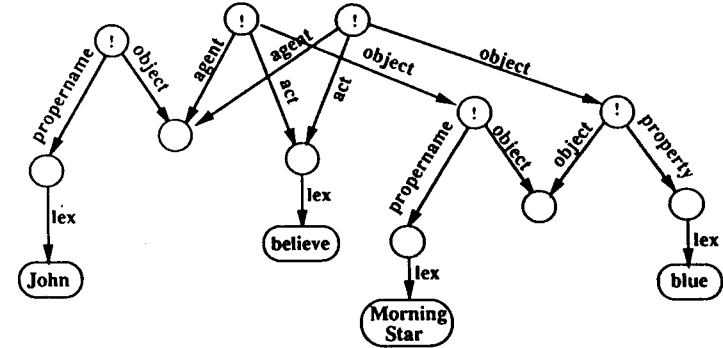 !
!
!
propername
object
agent
agent
act
act
object
object
!
!
propername
object
object
property
lex
lex
lex
lex
John
believe
Morning
Star
blue